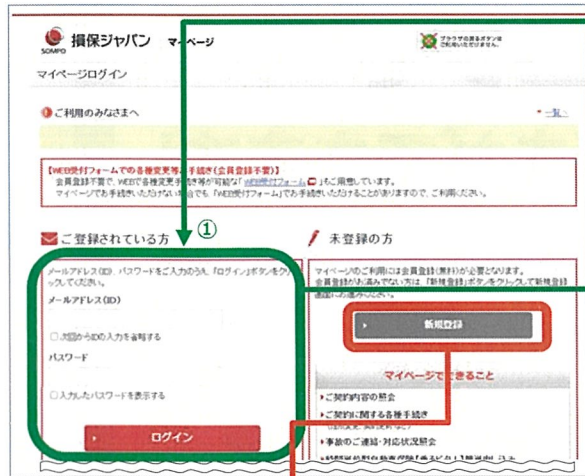 SOMPO
損保ジャパン マイページ
ブラウザの戻るボタンは
ご利用いただけません。
マイページログイン
ご利用のみなさまへ
一覧へ
【WEB受付フォームでの各種変更等
手続き(会員登録不要)】
会員登録不要で、WEBで各種変更手続き等が可能な「WEB受付フォーム」もご用意しています。
マイページでお手続きいただけない場合でも、「WEB受付フォーム」でお手続きいただけることがありますので、ご利用ください。
①
ご登録されている方
メールアドレス(ID)、パスワードをご入力のうえ、「ログイン」ボタンをクリ
ックしてください。
メールアドレス(ID)
次回からIDの入力を省略する
パスワード
入力したパスワードを表示する
ログイン
未登録の方
マイページのご利用には会員登録(無料)が必要となります。
会員登録がお済みでない方は、「新規登録」ボタンをクリックして新規登録
画面にお進みください。
新規登録
マイページでできること
ご契約内容の照会
ご契約に関する各種手続き
事故のご連絡・対応状況照会